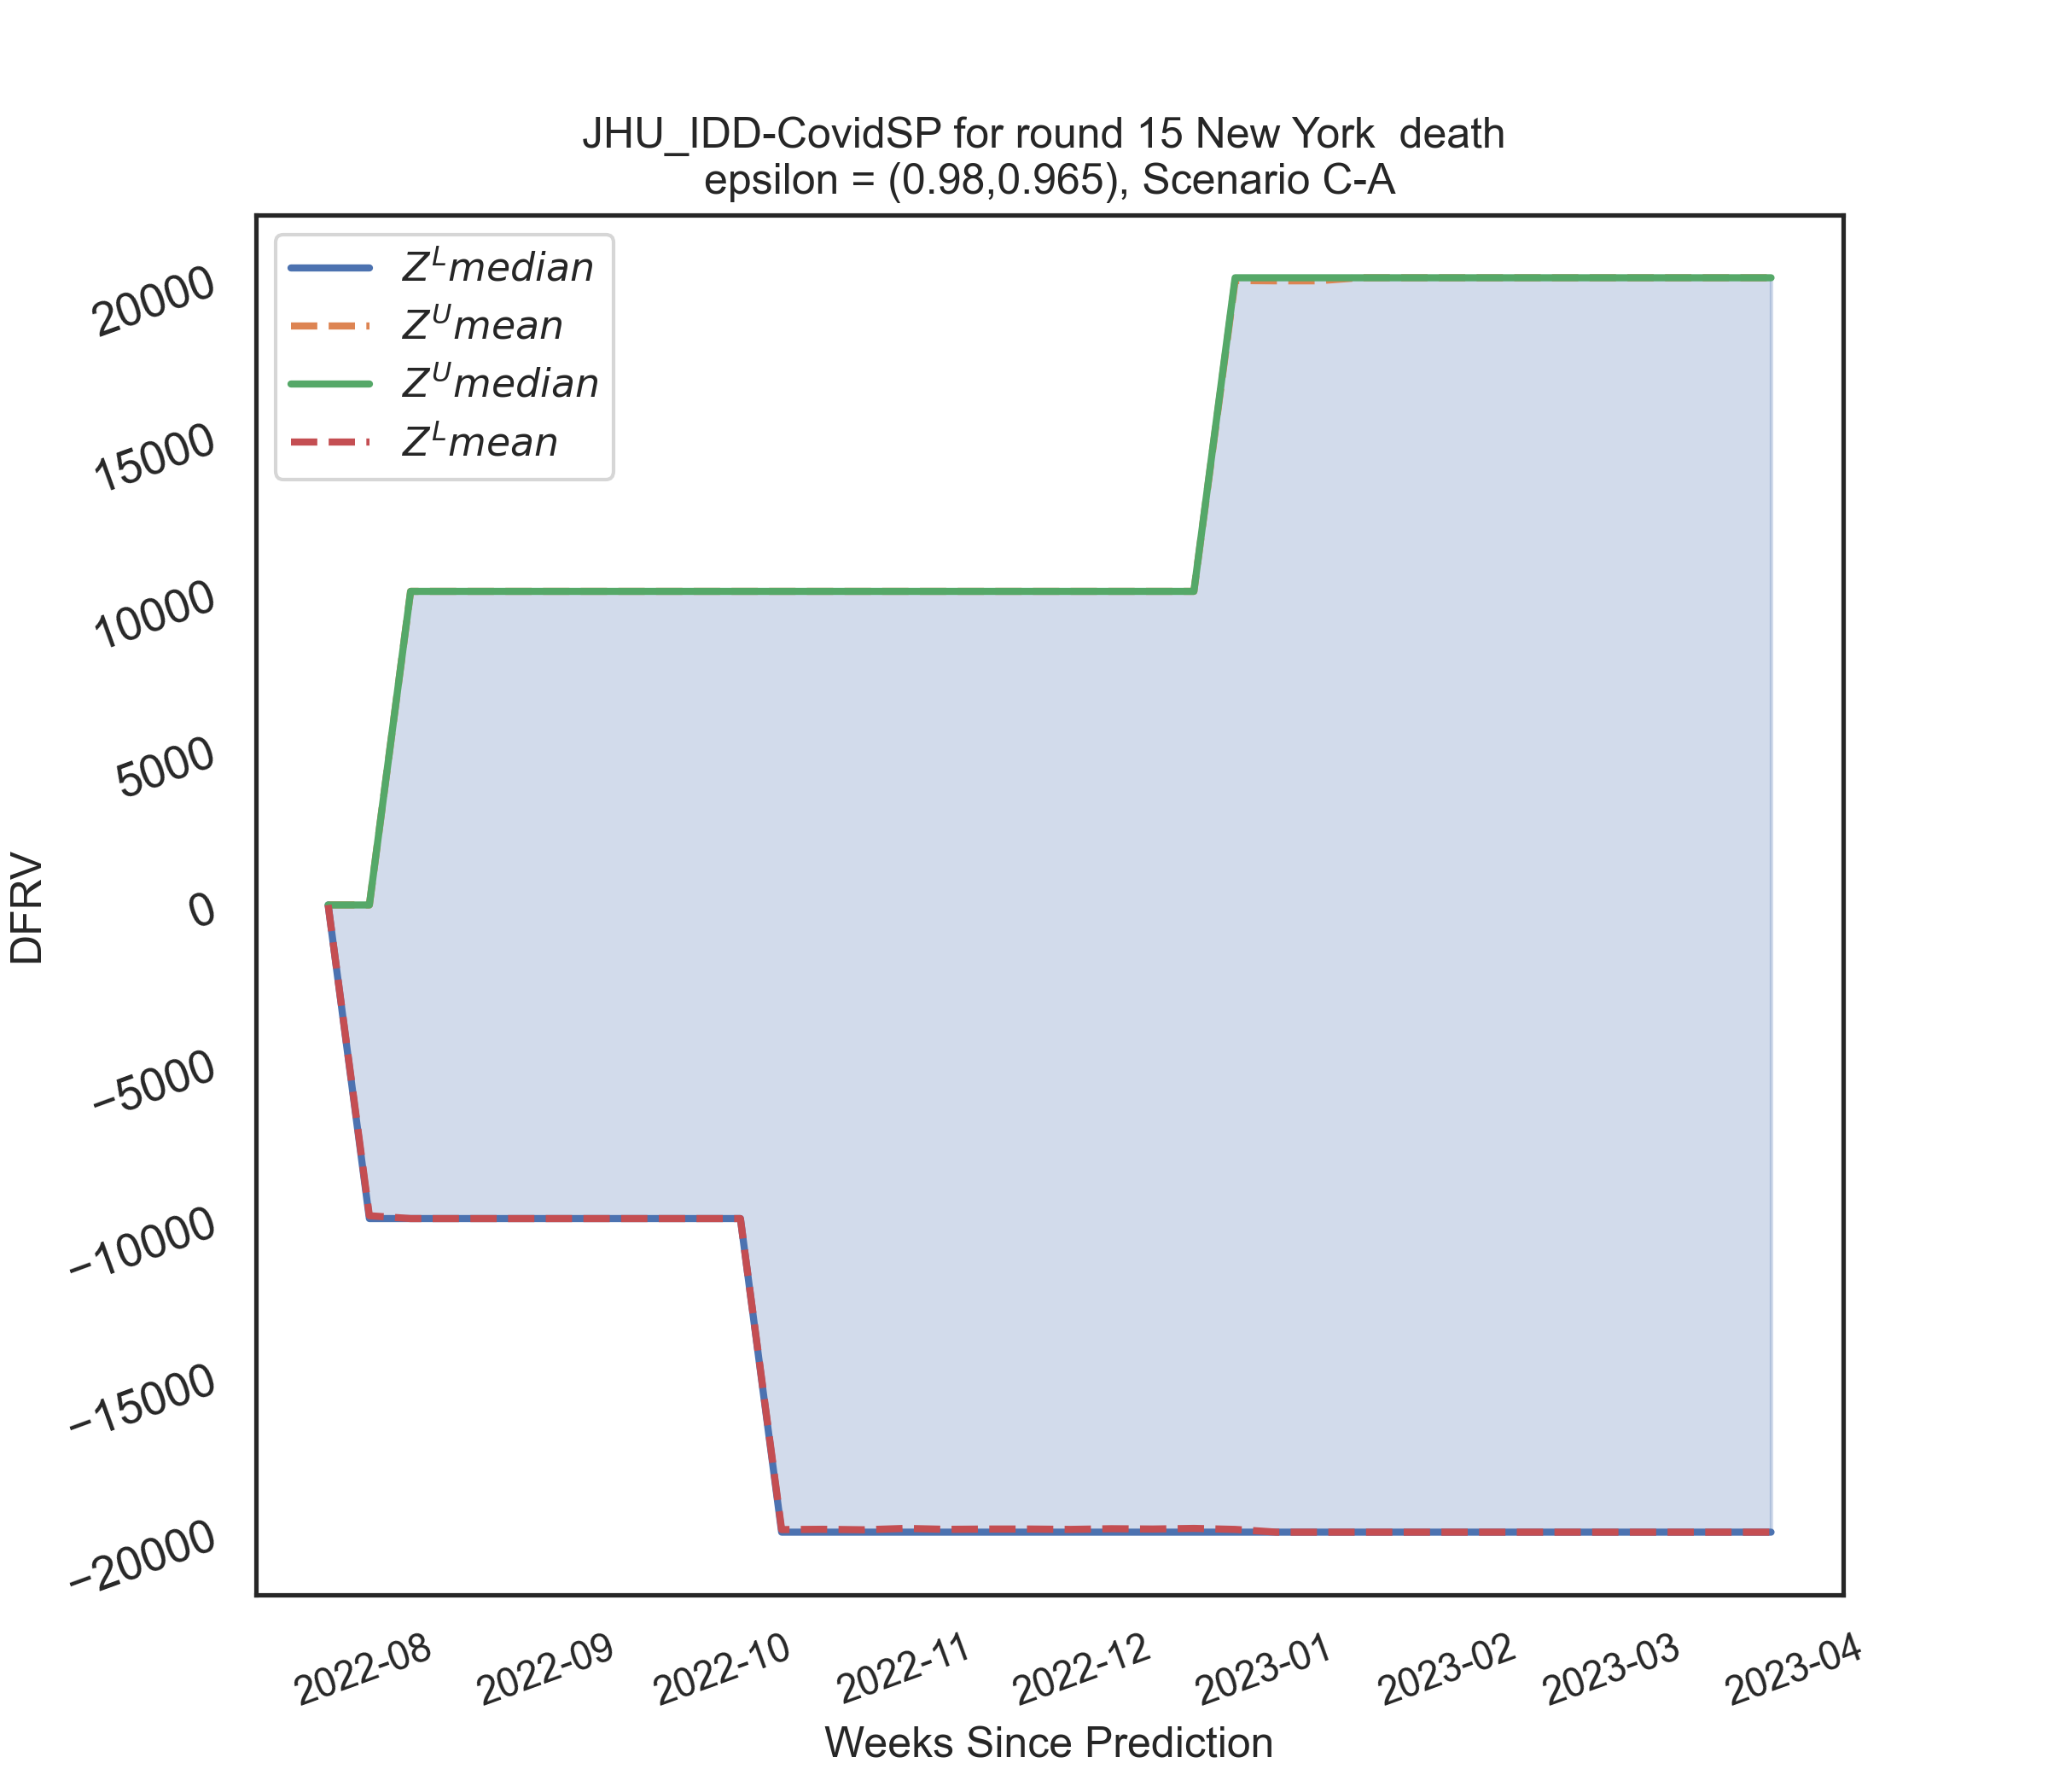 JHU_IDD-CovidSP for round 15 New York  death
epsilon = (0.98,0.965), Scenario C-A
Z^L median
Z^U mean
Z^U median
Z^L mean
20000
15000
10000
5000
0
−5000
−10000
−15000
−20000
DFRV
2022-08
2022-09
2022-10
2022-11
2022-12
2023-01
2023-02
2023-03
2023-04
Weeks Since Prediction